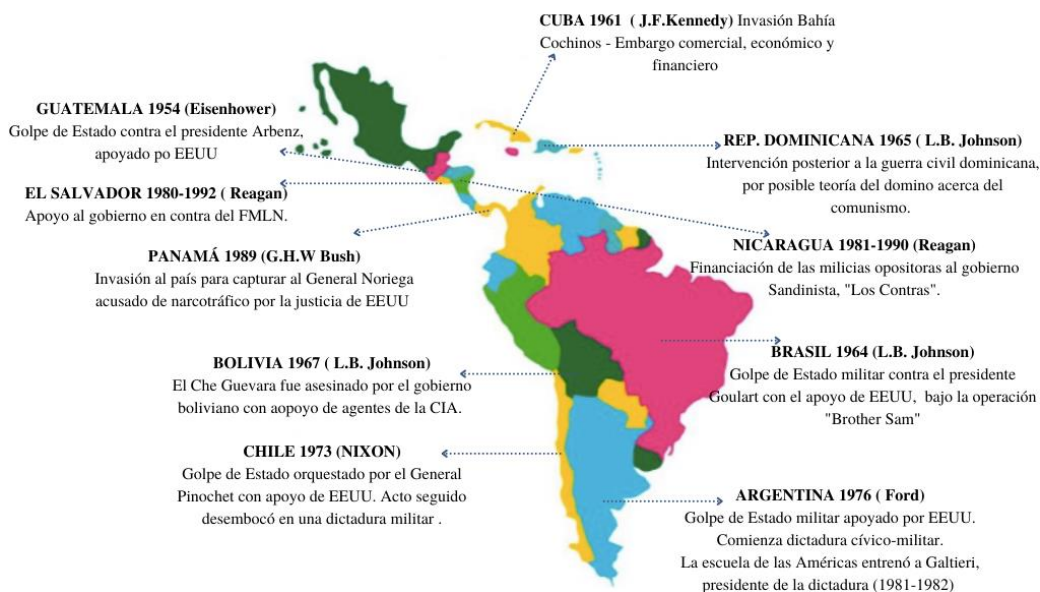 CUBA 1961 ( J.F.Kennedy) Invasión Bahía
Cochinos - Embargo comercial, económico y
financiero
GUATEMALA 1954 (Eisenhower)
Golpe de Estado contra el presidente Arbenz,
apoyado po EEUU
EL SALVADOR 1980-1992 ( Reagan)
Apoyo al gobierno en contra del FMLN.
PANAMÁ 1989 (G.H.W Bush)
Invasión al país para capturar al General Noriega
acusado de narcotráfico por la justicia de EEUU
BOLIVIA 1967 ( L.B. Johnson)
El Che Guevara fue asesinado por el gobierno
boliviano con aopoyo de agentes de la CIA.
CHILE 1973 (NIXON)
Golpe de Estado orquestado por el General
Pinochet con apoyo de EEUU. Acto seguido
desembocó en una dictadura militar .
REP. DOMINICANA 1965 ( L.B. Johnson)
Intervención posterior a la guerra civil dominicana,
por posible teoría del domino acerca del
comunismo.
NICARAGUA 1981-1990 (Reagan)
Financiación de las milicias opositoras al gobierno
Sandinista, "Los Contras".
BRASIL 1964 (L.B. Johnson)
Golpe de Estado militar contra el presidente
Goulart con el apoyo de EEUU, bajo la operación
"Brother Sam"
ARGENTINA 1976 ( Ford)
Golpe de Estado militar apoyado por EEUU.
Comienza dictadura cívico-militar.
La escuela de las Américas entrenó a Galtieri,
presidente de la dictadura (1981-1982)